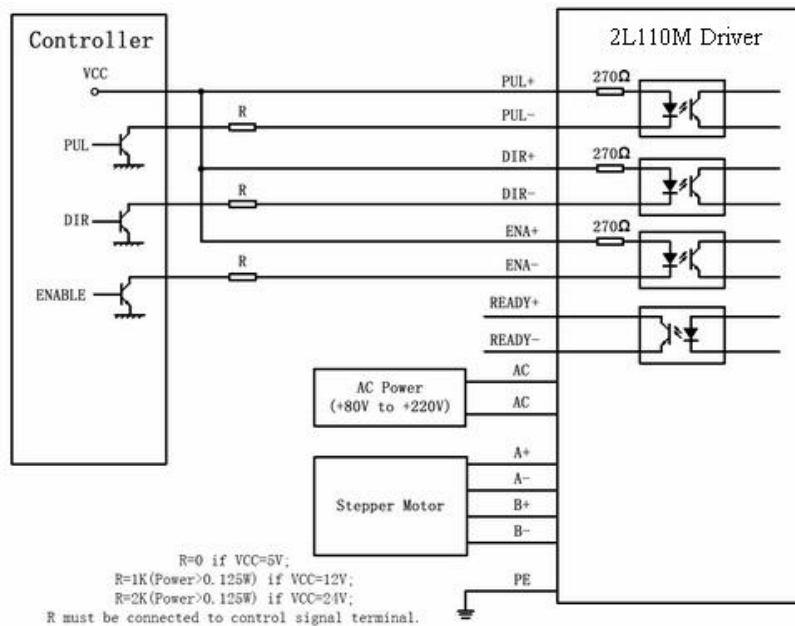 Controller
2L110M Driver
VCC
PUL+
270Ω
R
PUL-
PUL
DIR+
270Ω
R
DIR-
DIR
ENA+
270Ω
R
ENA-
ENABLE
READY+
READY-
AC Power
(+80V to +220V)
AC
AC
Stepper Motor
A+
A-
B+
B-
PE
R=0 if VCC=5V;
R=1K(Power>0.125W) if VCC=12V;
R=2K(Power>0.125W) if VCC=24V;
R must be connected to control signal terminal.